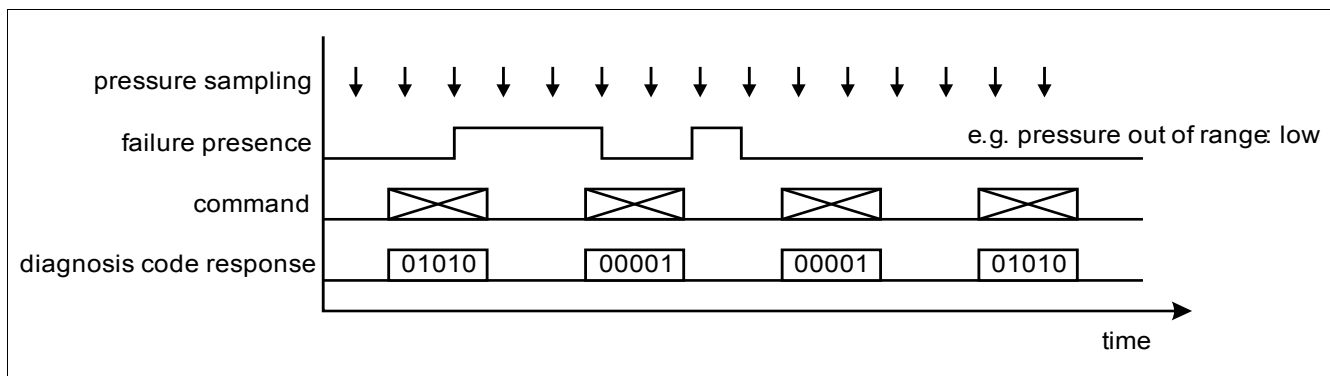 pressure sampling
failure presence
e.g. pressure out of range: low
command
diagnosis code response
01010
00001
00001
01010
time